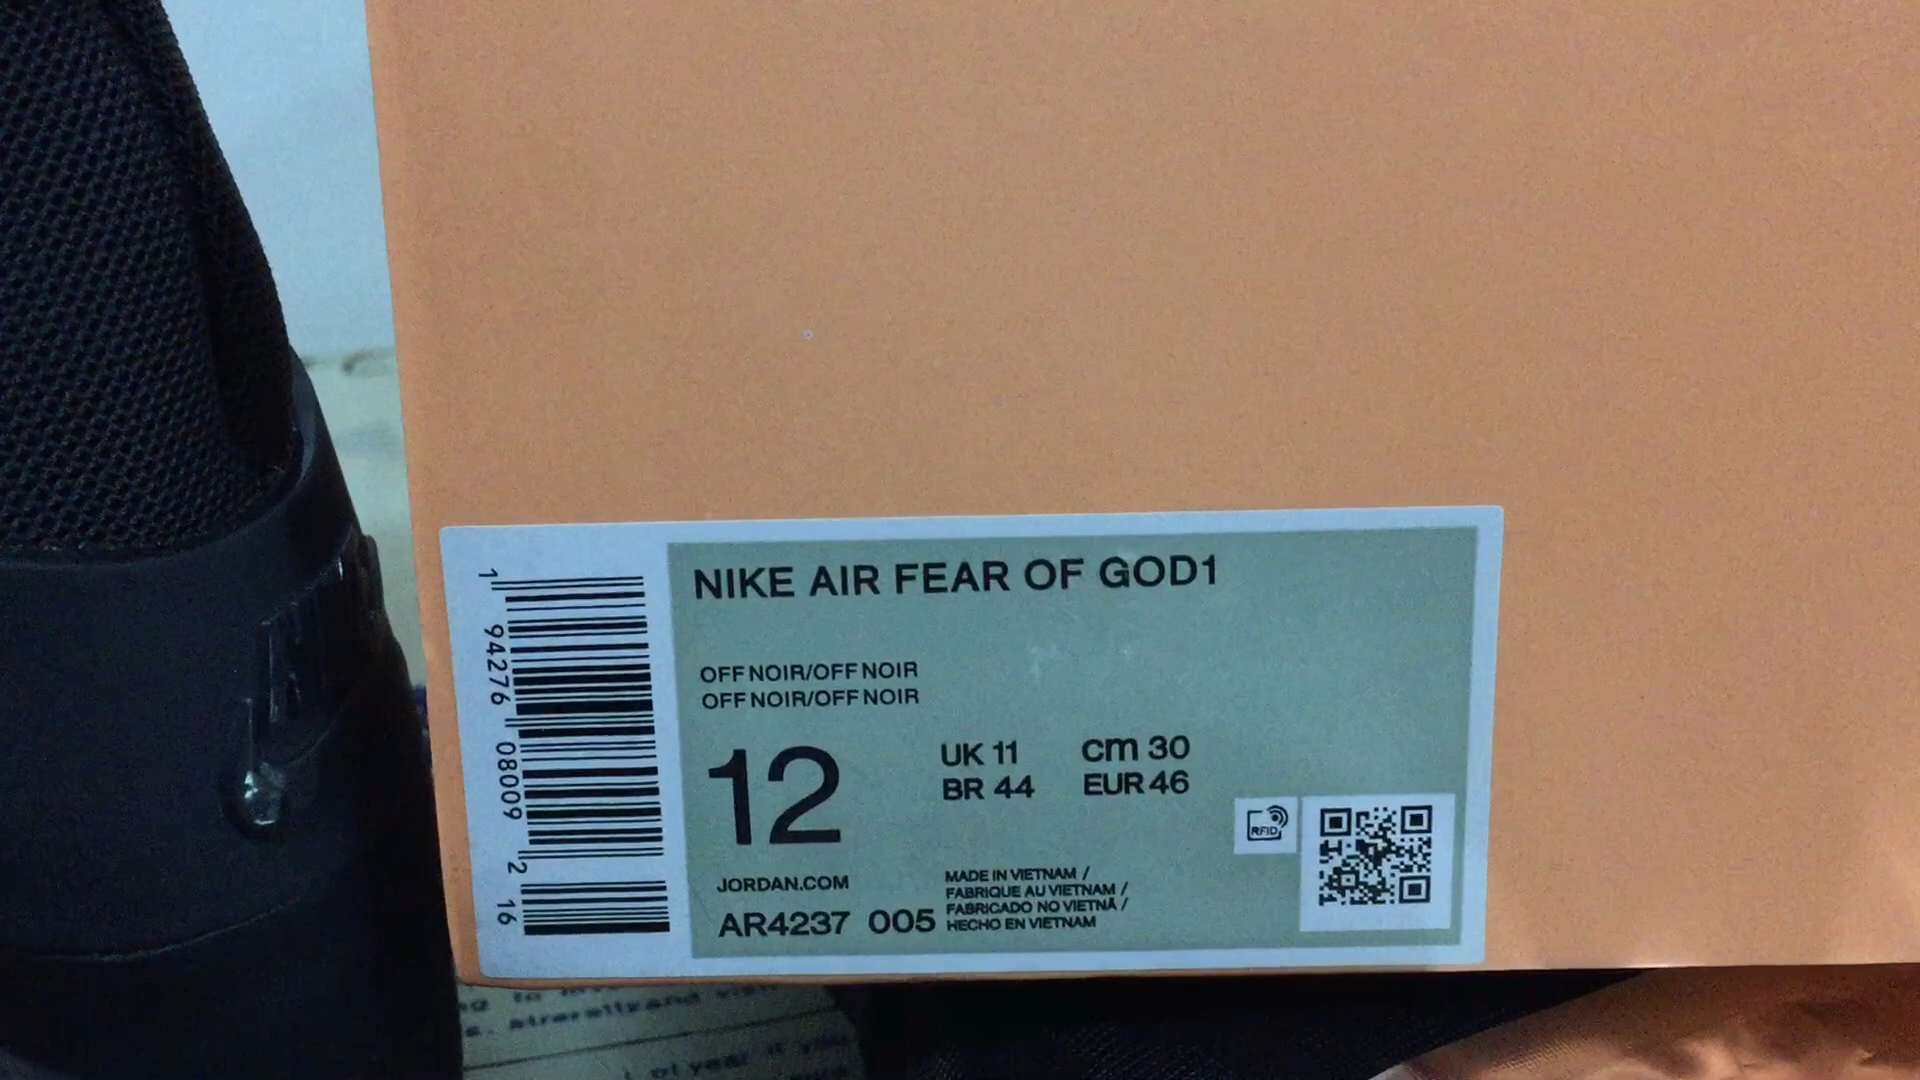 NIKE AIR FEAR OF GOD1
OFF NOIR/OFF NOIR
OFF NOIR/OFF NOIR
12
UK 11
cm 30
BR 44
EUR 46
RFID
JORDAN.COM
AR4237 005
MADE IN VIETNAM /
FABRIQUE AU VIETNAM /
FABRICADO NO VIETNÃ /
HECHO EN VIETNAM
1 94276 08009 2 16